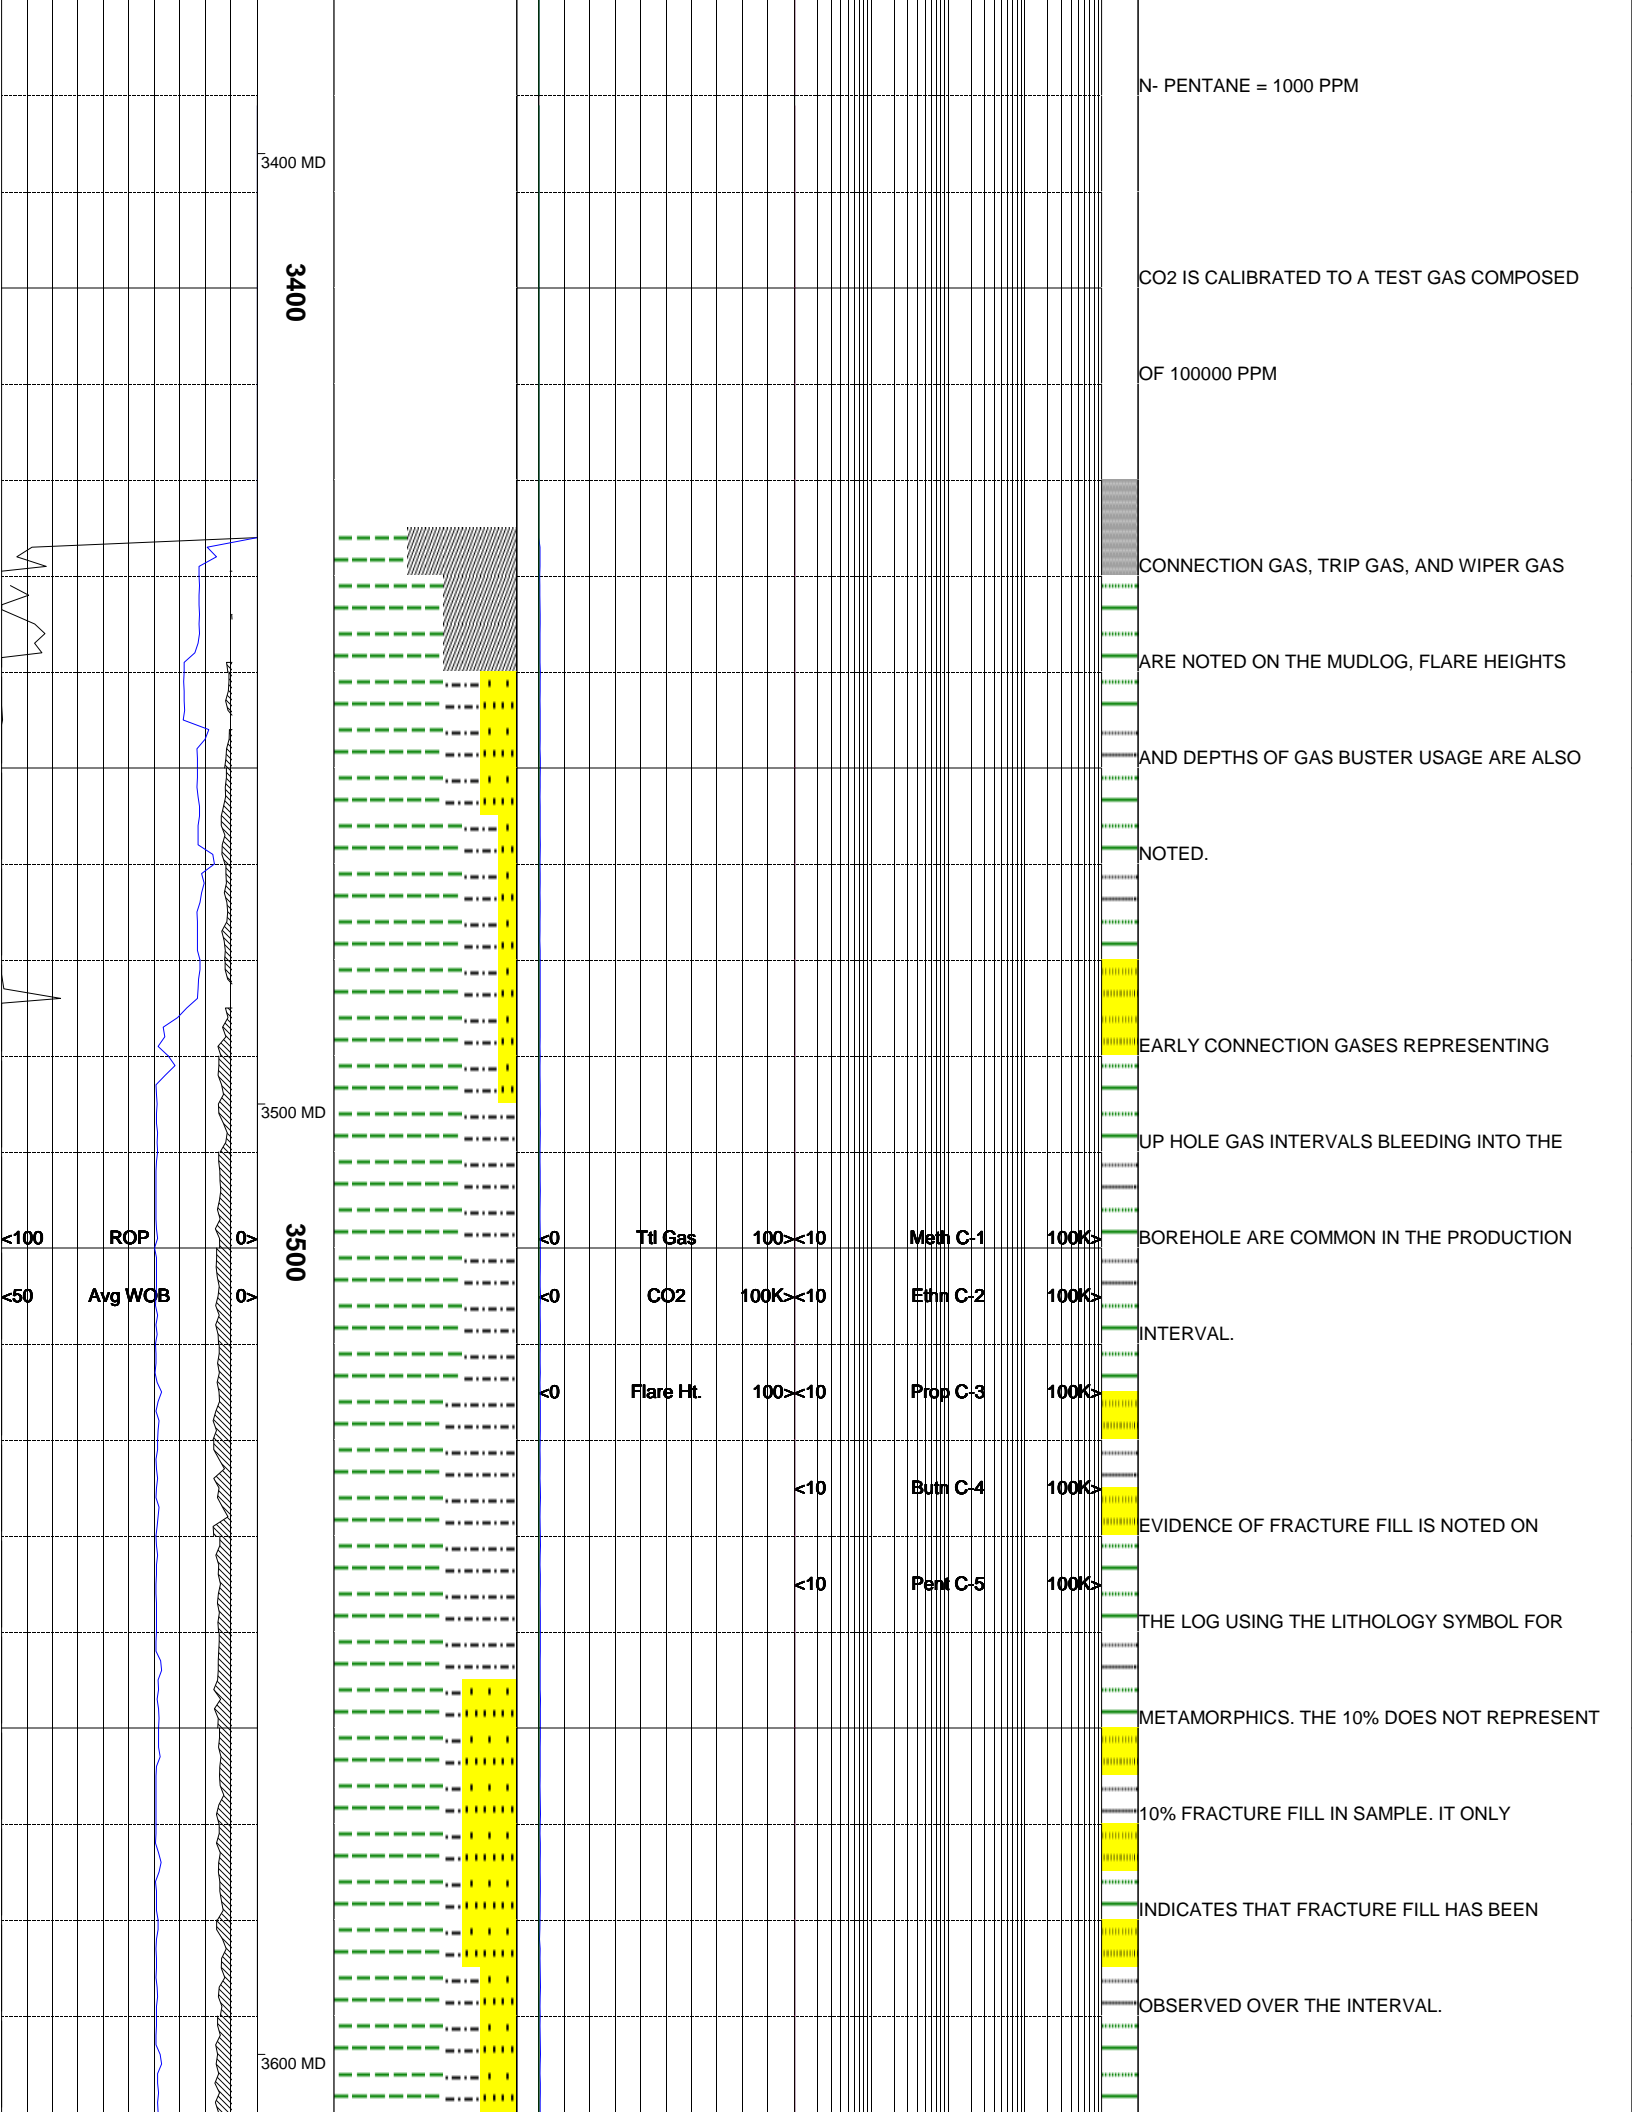 N- PENTANE = 1000 PPM
3400 MD
3400
CO2 IS CALIBRATED TO A TEST GAS COMPOSED
OF 100000 PPM
CONNECTION GAS, TRIP GAS, AND WIPER GAS
ARE NOTED ON THE MUDLOG, FLARE HEIGHTS
AND DEPTHS OF GAS BUSTER USAGE ARE ALSO
NOTED.
EARLY CONNECTION GASES REPRESENTING
3500 MD
UP HOLE GAS INTERVALS BLEEDING INTO THE
3500
<100 ROP 0> <0 Ttl Gas 100> <10 Meth C-1 100K>
BOREHOLE ARE COMMON IN THE PRODUCTION
<50 Avg WOB 0> <0 CO2 100K> <10 Ethn C-2 100K>
INTERVAL.
<0 Flare Ht. 100> <10 Prop C-3 100K>
<10 Butn C-4 100K>
EVIDENCE OF FRACTURE FILL IS NOTED ON
<10 Pent C-5 100K>
THE LOG USING THE LITHOLOGY SYMBOL FOR
METAMORPHICS. THE 10% DOES NOT REPRESENT
10% FRACTURE FILL IN SAMPLE. IT ONLY
INDICATES THAT FRACTURE FILL HAS BEEN
OBSERVED OVER THE INTERVAL.
3600 MD